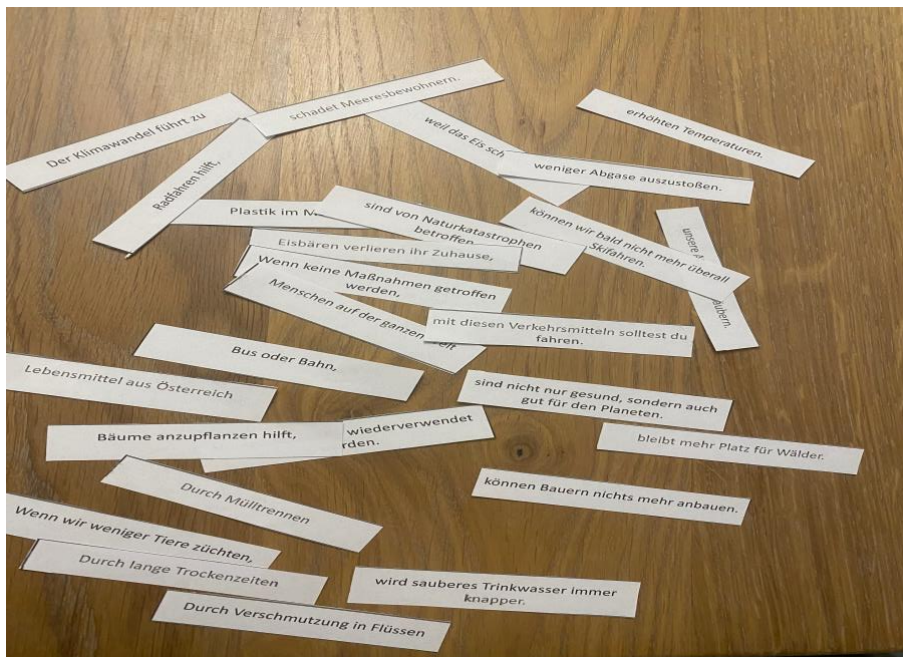 schadet Meeresbewohnern.
Der Klimawandel führt zu
erhöhten Temperaturen.
weil das Eis
Radfahren hilft,
weniger Abgase auszustoßen.
Plastik im
sind von Naturkatastrophen
betroffen
können wir bald nicht mehr überall
Skifahren.
unsere
Eisbären verlieren ihr Zuhause,
Wenn keine Maßnahmen getroffen
werden,
Menschen auf der ganzen
mit diesen Verkehrsmitteln solltest du
fahren.
Bus oder Bahn,
Lebensmittel aus Österreich
sind nicht nur gesund, sondern auch
gut für den Planeten.
Bäume anzupflanzen hilft,
wiederverwendet
bleibt mehr Platz für Wälder.
Durch Mülltrennen
können Bauern nichts mehr anbauen.
Wenn wir weniger Tiere züchten,
Durch lange Trockenzeiten
wird sauberes Trinkwasser immer
knapper.
Durch Verschmutzung in Flüssen